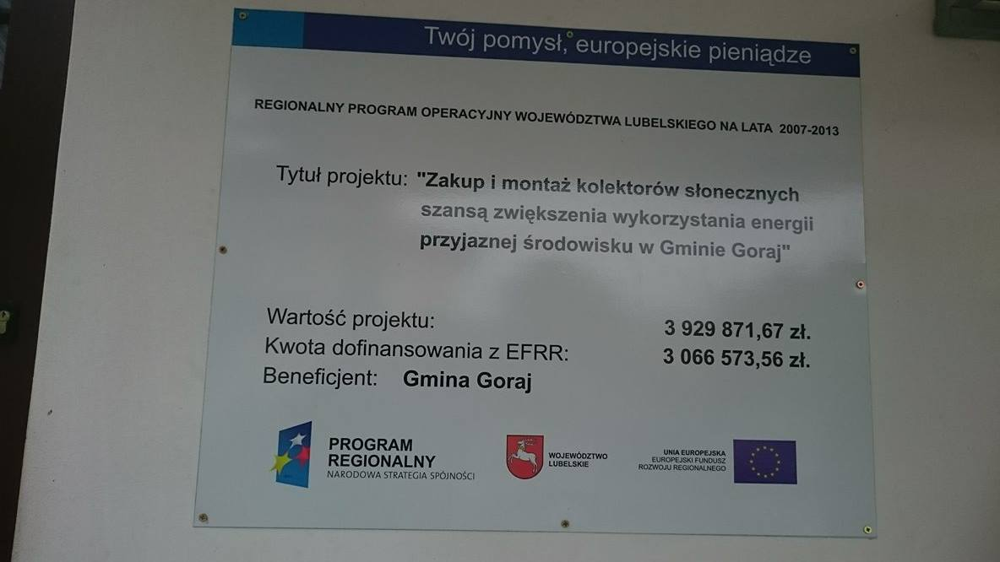 Twój pomysł, europejskie pieniądze
REGIONALNY PROGRAM OPERACYJNY WOJEWÓDZTWA LUBELSKIEGO NA LATA 2007-2013
Tytuł projektu: "Zakup i montaż kolektorów słonecznych
szansą zwiększenia wykorzystania energii
przyjaznej środowisku w Gminie Goraj"
Wartość projektu: 3 929 871,67 zł.
Kwota dofinansowania z EFRR: 3 066 573,56 zł.
Beneficjent: Gmina Goraj
PROGRAM
REGIONALNY
NARODOWA STRATEGIA SPÓJNOŚCI
WOJEWÓDZTWO
LUBELSKIE
UNIA EUROPEJSKA
EUROPEJSKI FUNDUSZ
ROZWOJU REGIONALNEGO